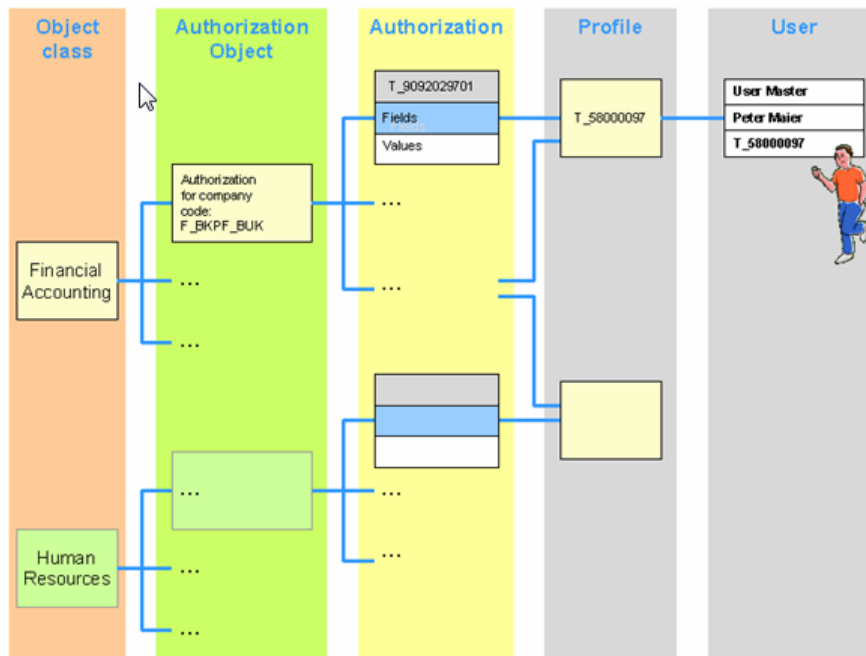 Object
class
Authorization
Object
Authorization
Profile
User
T_9092029701
Fields
Fields
Values
T_58000097
User Master
Peter Maier
T_58000097
Authorization
for company
code:
F_BKPF_BUK
...
...
Financial
Accounting
...
...
...
...
...
Human
Resources
...
...
...